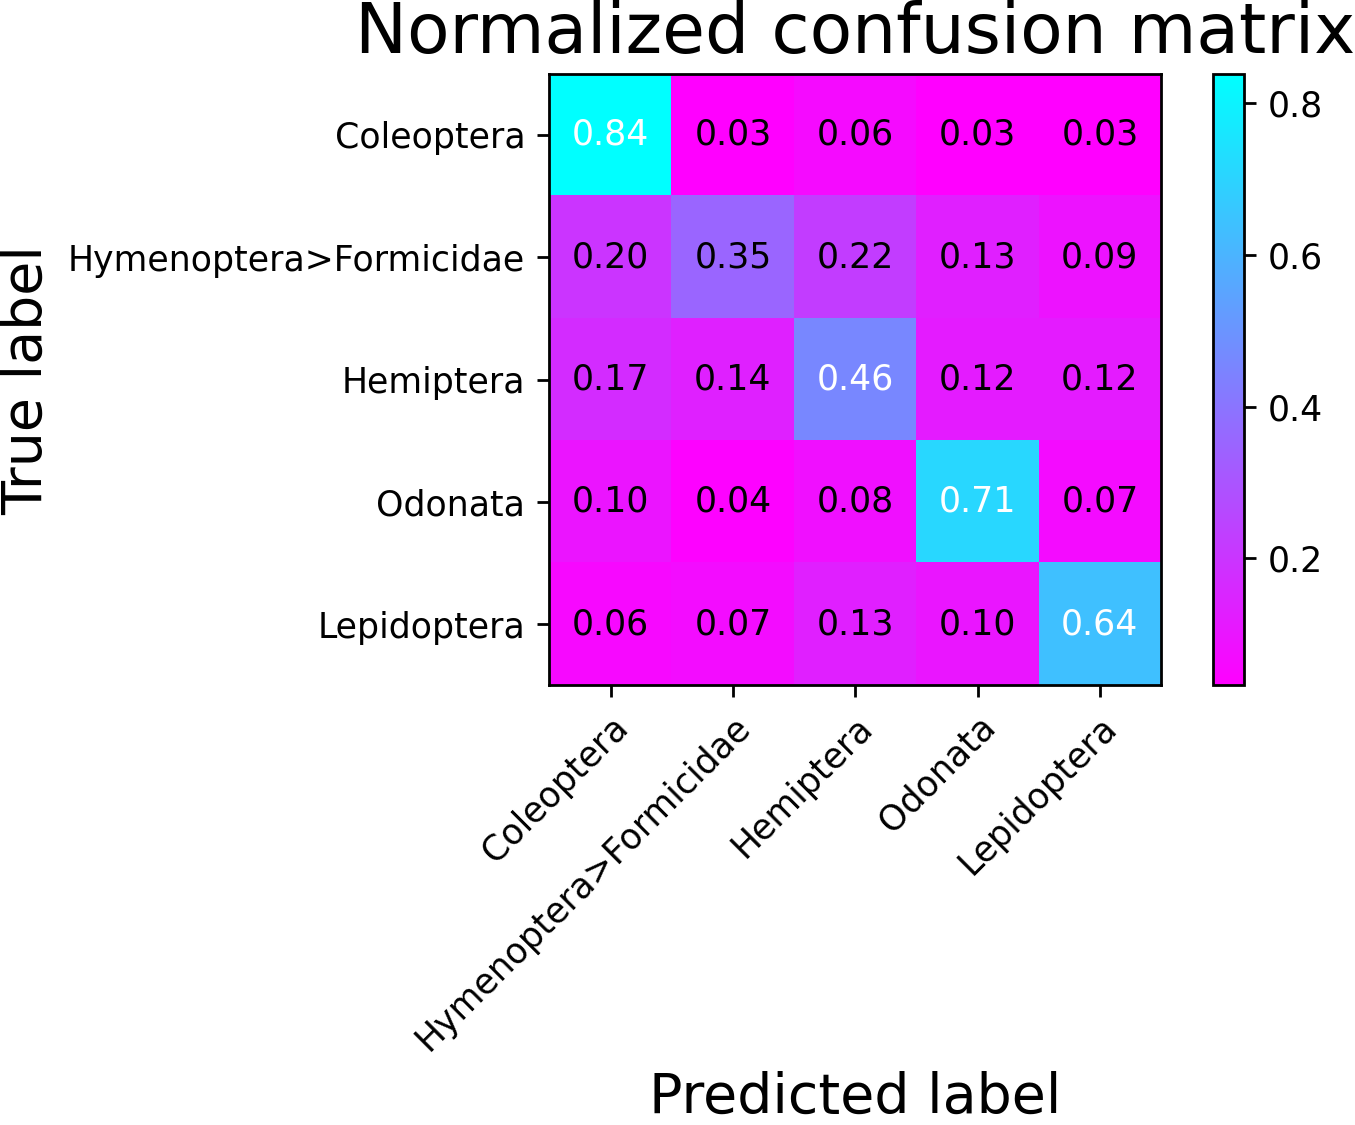 Normalized confusion matrix
True label
Coleoptera 0.84 0.03 0.06 0.03 0.03
Hymenoptera>Formicidae 0.20 0.35 0.22 0.13 0.09
Hemiptera 0.17 0.14 0.46 0.12 0.12
Odonata 0.10 0.04 0.08 0.71 0.07
Lepidoptera 0.06 0.07 0.13 0.10 0.64
0.8
0.6
0.4
0.2
Coleoptera
Hymenoptera>Formicidae
Hemiptera
Odonata
Lepidoptera
Predicted label